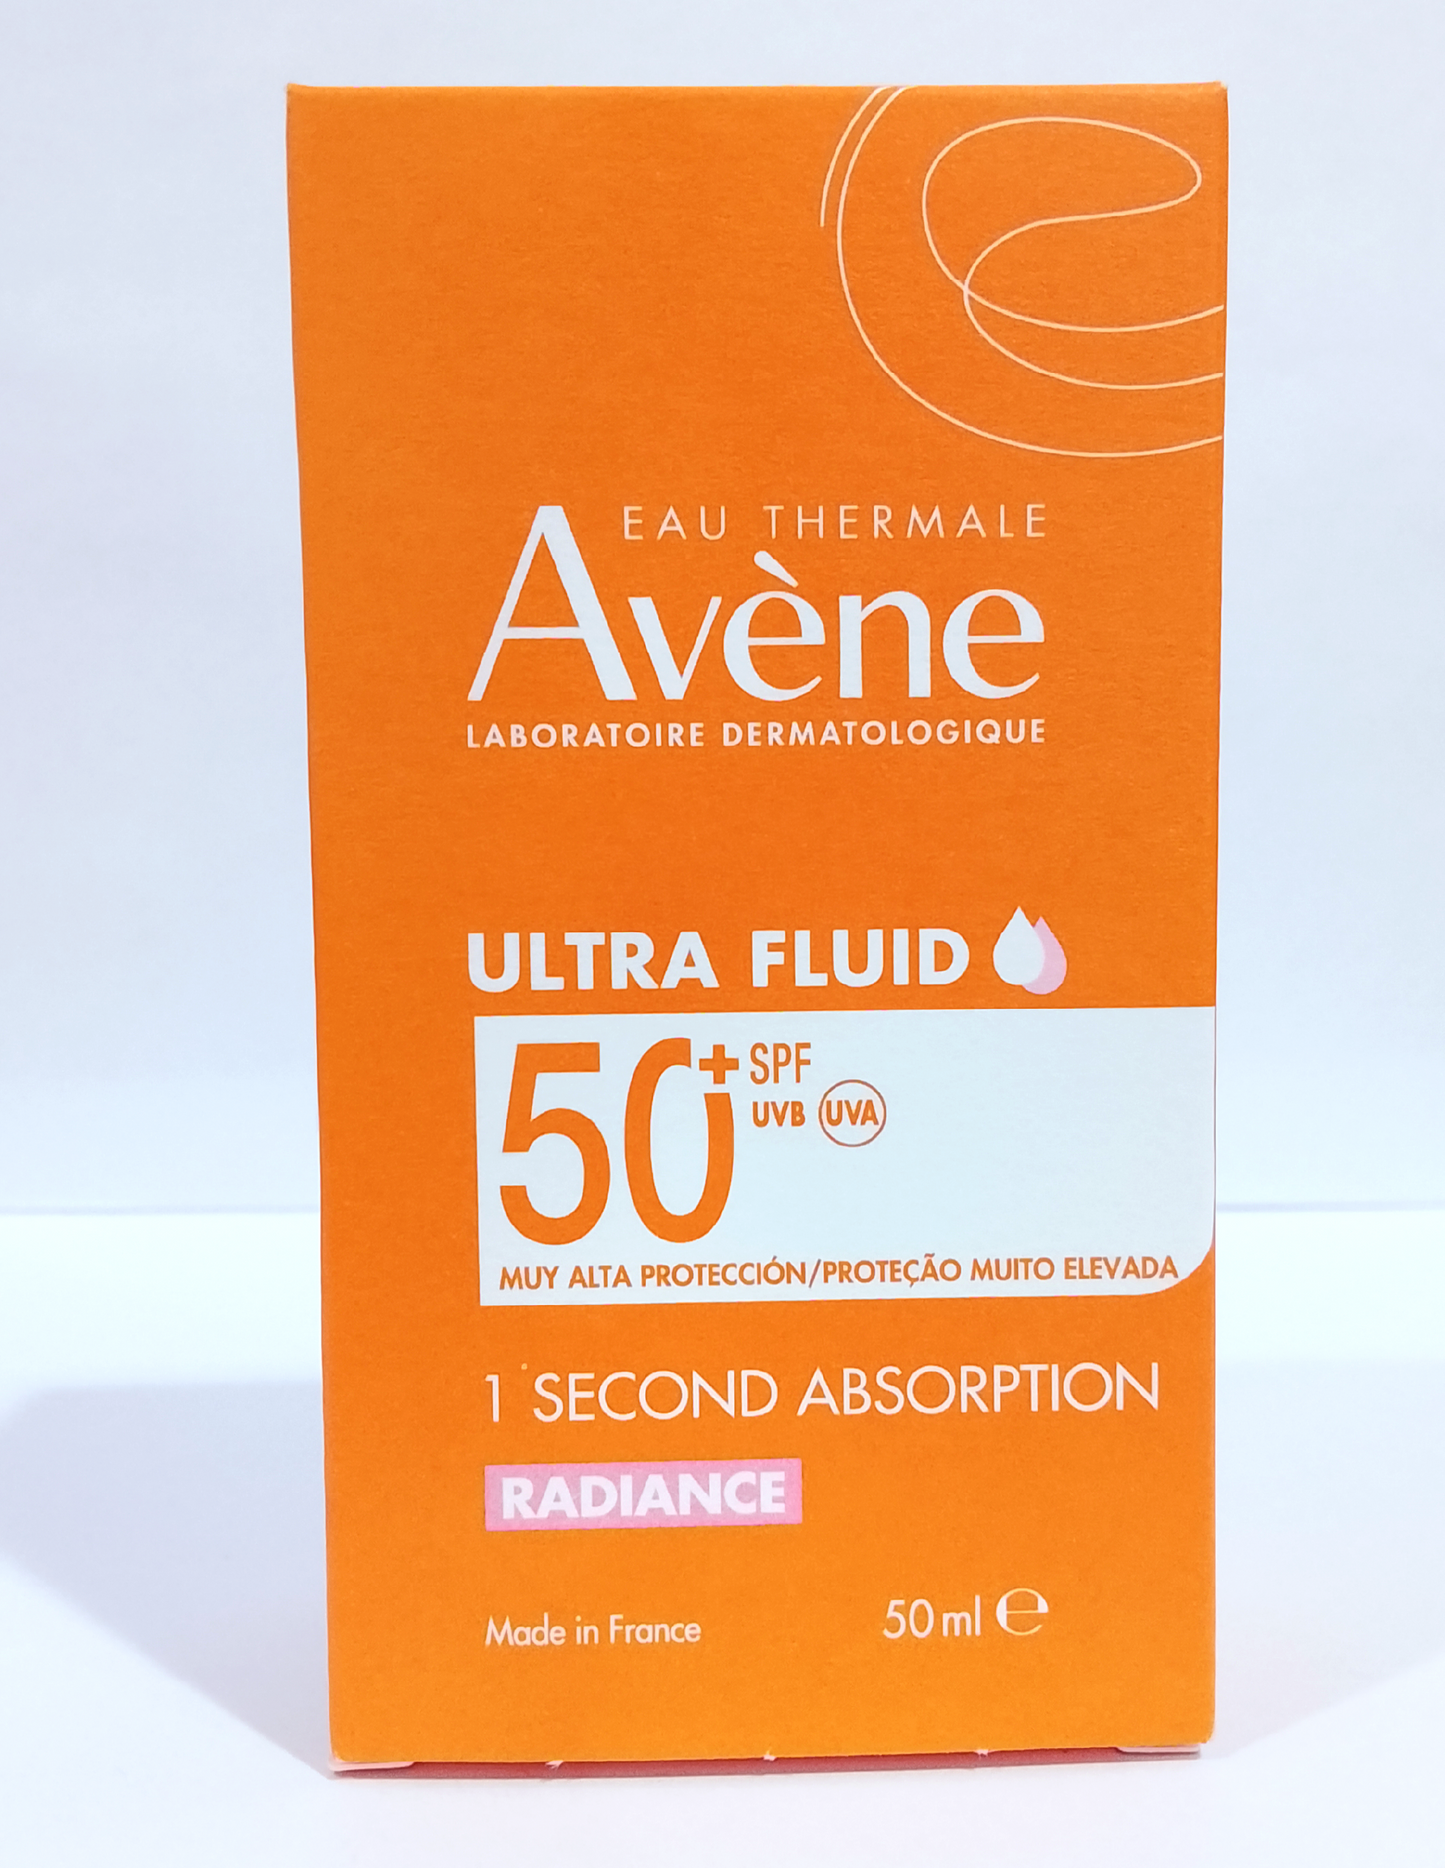 EAU THERMALE
Avène
LABORATOIRE DERMATOLOGIQUE
ULTRA FLUID
50+ SPF
UVB UVA
MUY ALTA PROTECCIÓN/PROTEÇÃO MUITO ELEVADA
1 SECOND ABSORPTION
RADIANCE
Made in France 50 ml ℮